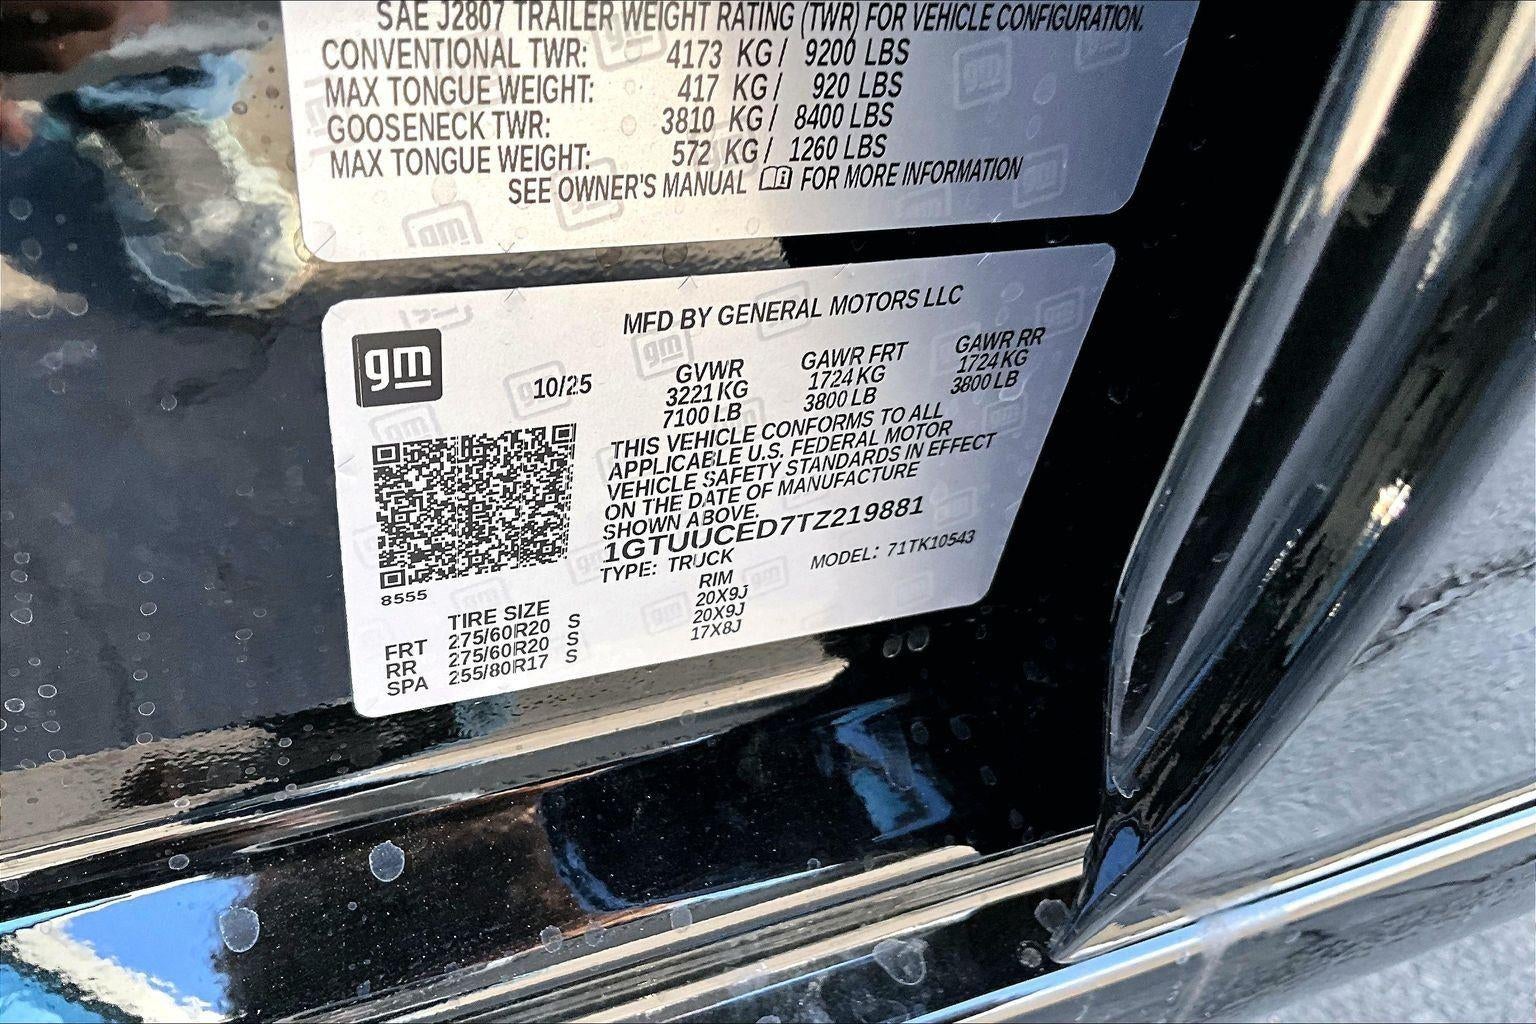 SAE J2807 TRAILER WEIGHT RATING (TWR) FOR VEHICLE CONFIGURATION.
CONVENTIONAL TWR: 4173 KG / 9200 LBS
MAX TONGUE WEIGHT: 417 KG / 920 LBS
GOOSENECK TWR: 3810 KG / 8400 LBS
MAX TONGUE WEIGHT: 572 KG / 1260 LBS
SEE OWNER'S MANUAL FOR MORE INFORMATION
gm
MFD BY GENERAL MOTORS LLC
10/25
GVWR GAWR FRT GAWR RR
3221 KG 1724 KG 1724 KG
7100 LB 3800 LB 3800 LB
THIS VEHICLE CONFORMS TO ALL
APPLICABLE U.S. FEDERAL MOTOR
VEHICLE SAFETY STANDARDS IN EFFECT
ON THE DATE OF MANUFACTURE
SHOWN ABOVE.
1GTUUCED7TZ219881
TYPE: TRUCK MODEL: 71TK10543
8555
TIRE SIZE RIM
FRT 275/60R20 S 20X9J
RR 275/60R20 S 20X9J
SPA 255/80R17 S 17X8J